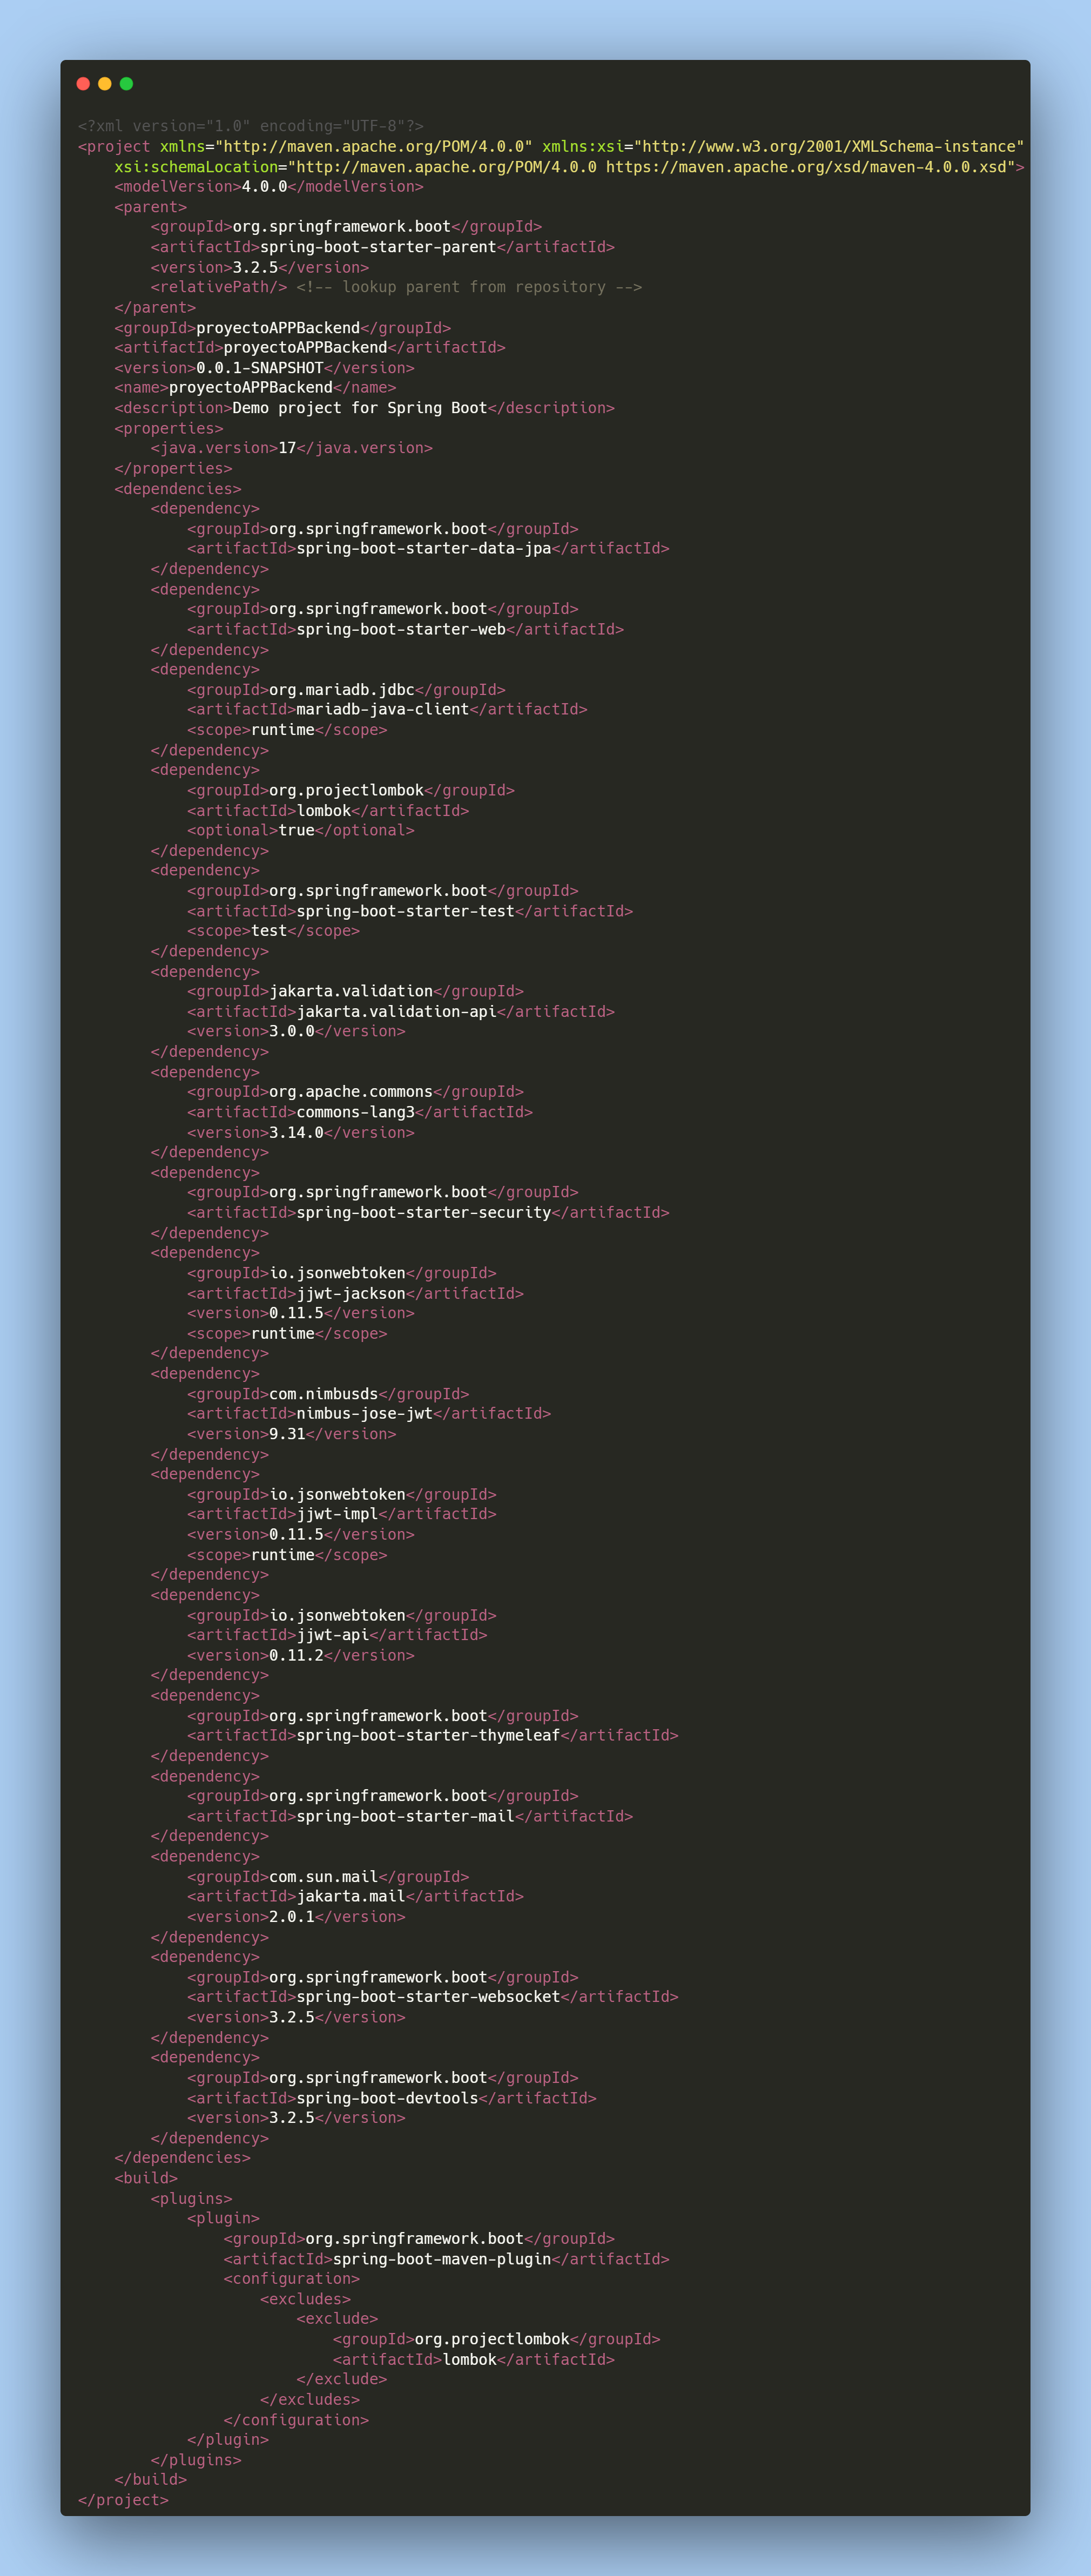 <?xml version="1.0" encoding="UTF-8"?>
<project xmlns="http://maven.apache.org/POM/4.0.0" xmlns:xsi="http://www.w3.org/2001/XMLSchema-instance"
    xsi:schemaLocation="http://maven.apache.org/POM/4.0.0 https://maven.apache.org/xsd/maven-4.0.0.xsd">
    <modelVersion>4.0.0</modelVersion>
    <parent>
        <groupId>org.springframework.boot</groupId>
        <artifactId>spring-boot-starter-parent</artifactId>
        <version>3.2.5</version>
        <relativePath/> <!-- lookup parent from repository -->
    </parent>
    <groupId>proyectoAPPBackend</groupId>
    <artifactId>proyectoAPPBackend</artifactId>
    <version>0.0.1-SNAPSHOT</version>
    <name>proyectoAPPBackend</name>
    <description>Demo project for Spring Boot</description>
    <properties>
        <java.version>17</java.version>
    </properties>
    <dependencies>
        <dependency>
            <groupId>org.springframework.boot</groupId>
            <artifactId>spring-boot-starter-data-jpa</artifactId>
        </dependency>
        <dependency>
            <groupId>org.springframework.boot</groupId>
            <artifactId>spring-boot-starter-web</artifactId>
        </dependency>
        <dependency>
            <groupId>org.mariadb.jdbc</groupId>
            <artifactId>mariadb-java-client</artifactId>
            <scope>runtime</scope>
        </dependency>
        <dependency>
            <groupId>org.projectlombok</groupId>
            <artifactId>lombok</artifactId>
            <optional>true</optional>
        </dependency>
        <dependency>
            <groupId>org.springframework.boot</groupId>
            <artifactId>spring-boot-starter-test</artifactId>
            <scope>test</scope>
        </dependency>
        <dependency>
            <groupId>jakarta.validation</groupId>
            <artifactId>jakarta.validation-api</artifactId>
            <version>3.0.0</version>
        </dependency>
        <dependency>
            <groupId>org.apache.commons</groupId>
            <artifactId>commons-lang3</artifactId>
            <version>3.14.0</version>
        </dependency>
        <dependency>
            <groupId>org.springframework.boot</groupId>
            <artifactId>spring-boot-starter-security</artifactId>
        </dependency>
        <dependency>
            <groupId>io.jsonwebtoken</groupId>
            <artifactId>jjwt-jackson</artifactId>
            <version>0.11.5</version>
            <scope>runtime</scope>
        </dependency>
        <dependency>
            <groupId>com.nimbusds</groupId>
            <artifactId>nimbus-jose-jwt</artifactId>
            <version>9.31</version>
        </dependency>
        <dependency>
            <groupId>io.jsonwebtoken</groupId>
            <artifactId>jjwt-impl</artifactId>
            <version>0.11.5</version>
            <scope>runtime</scope>
        </dependency>
        <dependency>
            <groupId>io.jsonwebtoken</groupId>
            <artifactId>jjwt-api</artifactId>
            <version>0.11.2</version>
        </dependency>
        <dependency>
            <groupId>org.springframework.boot</groupId>
            <artifactId>spring-boot-starter-thymeleaf</artifactId>
        </dependency>
        <dependency>
            <groupId>org.springframework.boot</groupId>
            <artifactId>spring-boot-starter-mail</artifactId>
        </dependency>
        <dependency>
            <groupId>com.sun.mail</groupId>
            <artifactId>jakarta.mail</artifactId>
            <version>2.0.1</version>
        </dependency>
        <dependency>
            <groupId>org.springframework.boot</groupId>
            <artifactId>spring-boot-starter-websocket</artifactId>
            <version>3.2.5</version>
        </dependency>
        <dependency>
            <groupId>org.springframework.boot</groupId>
            <artifactId>spring-boot-devtools</artifactId>
            <version>3.2.5</version>
        </dependency>
    </dependencies>
    <build>
        <plugins>
            <plugin>
                <groupId>org.springframework.boot</groupId>
                <artifactId>spring-boot-maven-plugin</artifactId>
                <configuration>
                    <excludes>
                        <exclude>
                            <groupId>org.projectlombok</groupId>
                            <artifactId>lombok</artifactId>
                        </exclude>
                    </excludes>
                </configuration>
            </plugin>
        </plugins>
    </build>
</project>